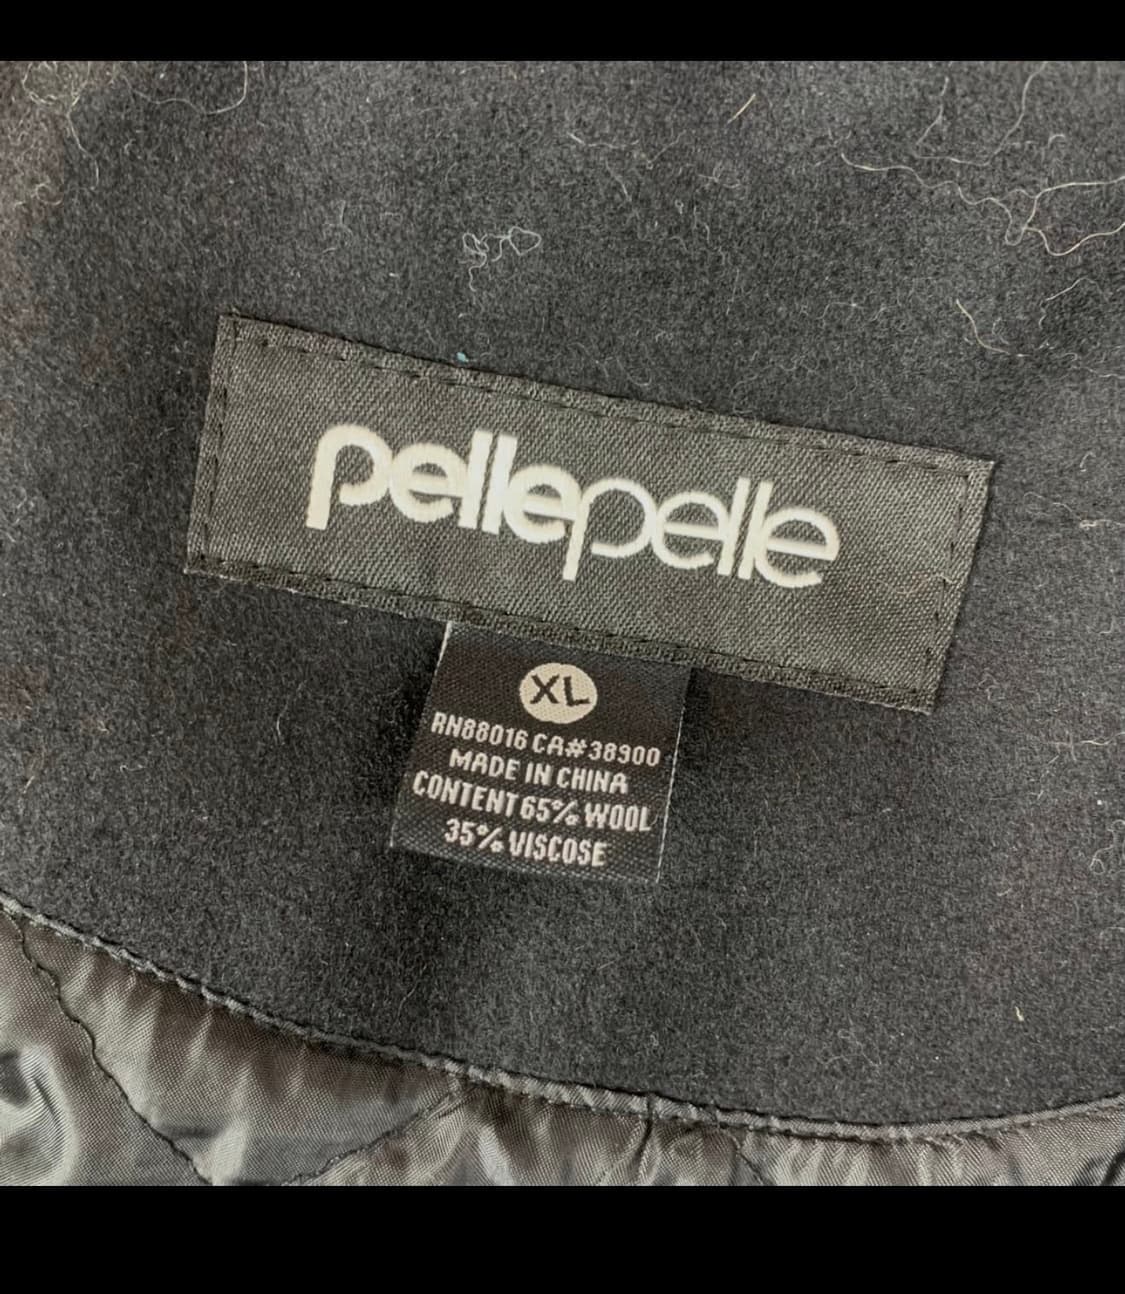 pellepelle
XL
RN88016 CA#38900
MADE IN CHINA
CONTENT 65% WOOL
35% VISCOSE